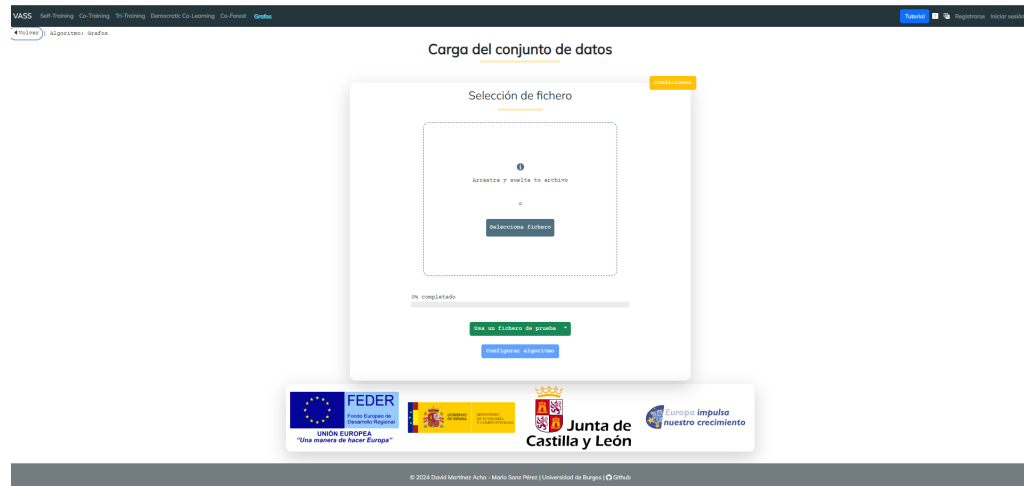 VASS Self-Training Co-Training Tri-Training Democratic Co-Learning Co-Forest Grafos Tutorial Registrarse Iniciar sesión
Volver | Algoritmo: Grafos
Carga del conjunto de datos
Condiciones
Selección de fichero
Arrastra y suelta tu archivo
o
Selecciona fichero
0% completado
Usa un fichero de prueba
Configurar algoritmo
FEDER
Fondo Europeo de
Desarrollo Regional
UNIÓN EUROPEA
"Una manera de hacer Europa"
GOBIERNO
DE ESPAÑA
MINISTERIO
DE ECONOMÍA
Y COMPETITIVIDAD
Junta de
Castilla y León
Europa impulsa
nuestro crecimiento
© 2024 David Martínez Acha - Mario Sanz Pérez | Universidad de Burgos | Github